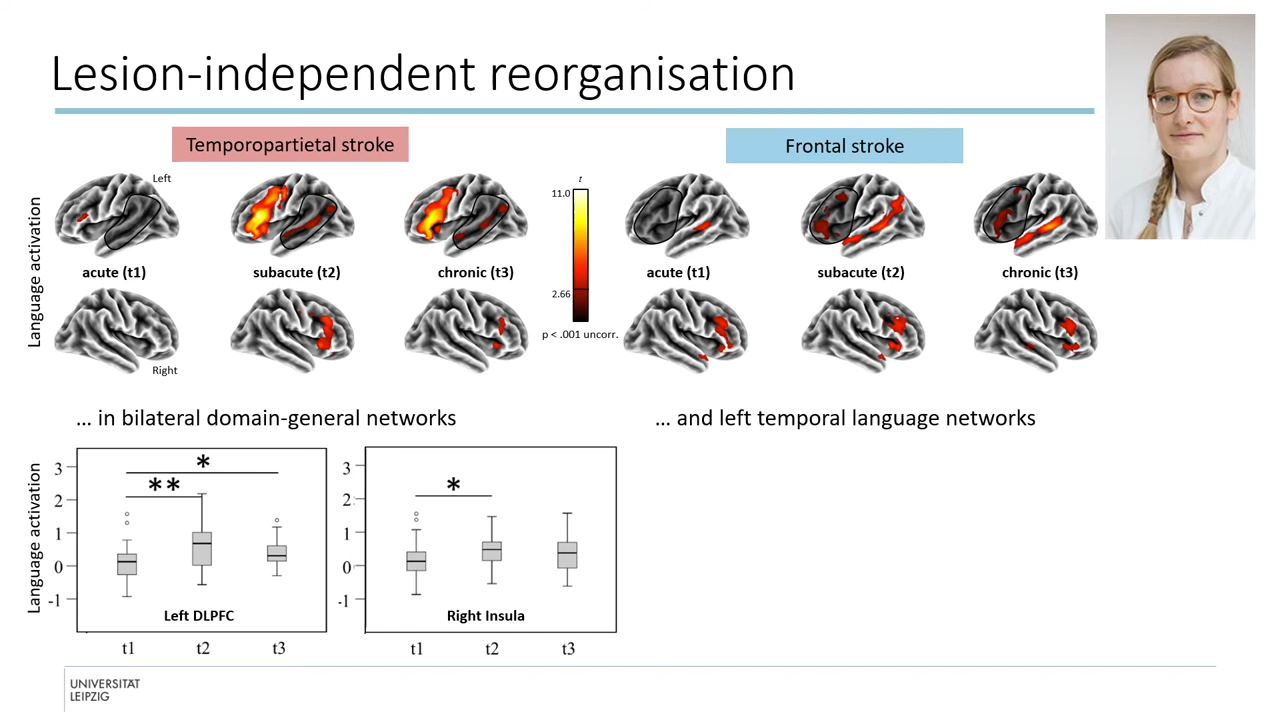 Lesion-independent reorganisation
Temporopartietal stroke
Frontal stroke
Language activation
Left
acute (t1)
subacute (t2)
chronic (t3)
Right
t
11.0
2.66
p < .001 uncorr.
acute (t1)
subacute (t2)
chronic (t3)
... in bilateral domain-general networks
... and left temporal language networks
Language activation
3
2
1
0
-1
*
**
Left DLPFC
t1
t2
t3
3
2
1
0
-1
*
Right Insula
t1
t2
t3
UNIVERSITÄT
LEIPZIG